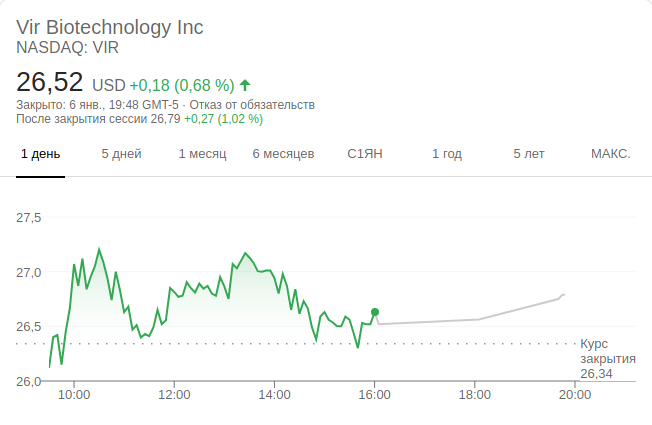 Vir Biotechnology Inc
NASDAQ: VIR
26,52 USD +0,18 (0,68 %)
Закрыто: 6 янв., 19:48 GMT-5 · Отказ от обязательств
После закрытия сессии 26,79 +0,27 (1,02 %)
1 день 5 дней 1 месяц 6 месяцев С1ЯН 1 год 5 лет МАКС.
27,5
27,0
26,5
Курс
закрытия
26,34
26,0
10:00 12:00 14:00 16:00 18:00 20:00